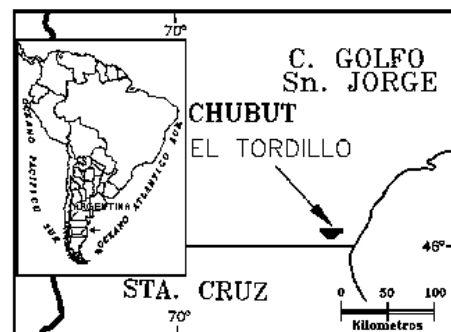 70°
C. GOLFO
Sn. JORGE
CHUBUT
EL TORDILLO
OCEANO PACIFICO SUR
ARGENTINA
OCEANO ATLANTICO SUR
46°
STA. CRUZ
0 50 100
Kilometros
70°